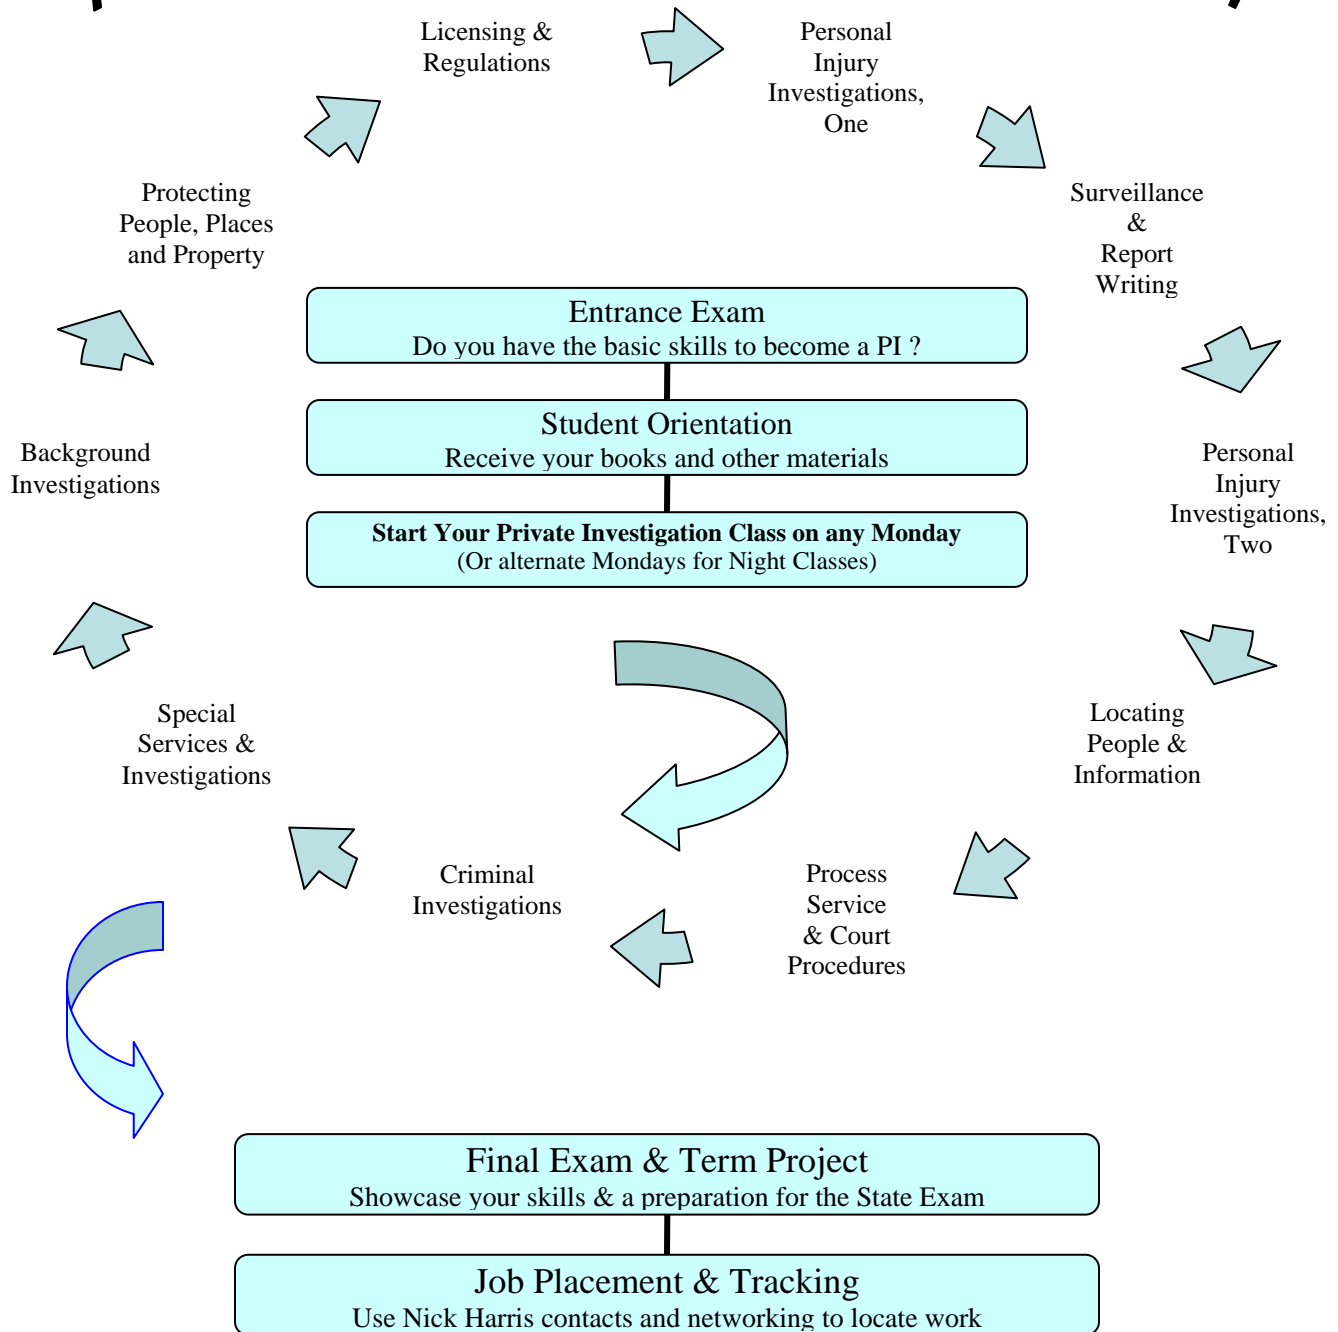 Licensing &
Regulations
Personal
Injury
Investigations,
One
Surveillance
&
Report
Writing
Personal
Injury
Investigations,
Two
Locating
People &
Information
Process
Service
& Court
Procedures
Criminal
Investigations
Special
Services &
Investigations
Background
Investigations
Protecting
People, Places
and Property
Entrance Exam
Do you have the basic skills to become a PI ?
Student Orientation
Receive your books and other materials
Start Your Private Investigation Class on any Monday
(Or alternate Mondays for Night Classes)
Final Exam & Term Project
Showcase your skills & a preparation for the State Exam
Job Placement & Tracking
Use Nick Harris contacts and networking to locate work